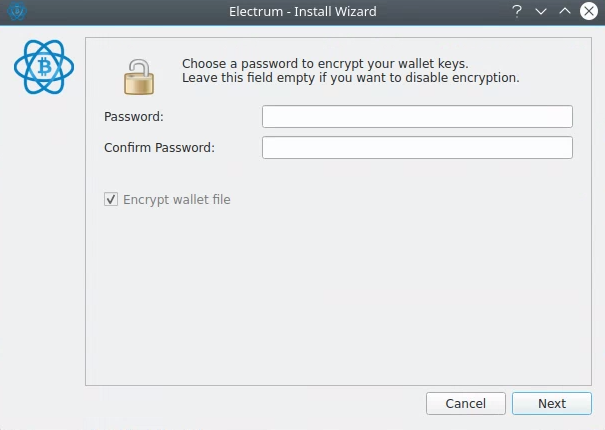 Electrum - Install Wizard
Choose a password to encrypt your wallet keys.
Leave this field empty if you want to disable encryption.
Password:
Confirm Password:
Encrypt wallet file
Cancel
Next